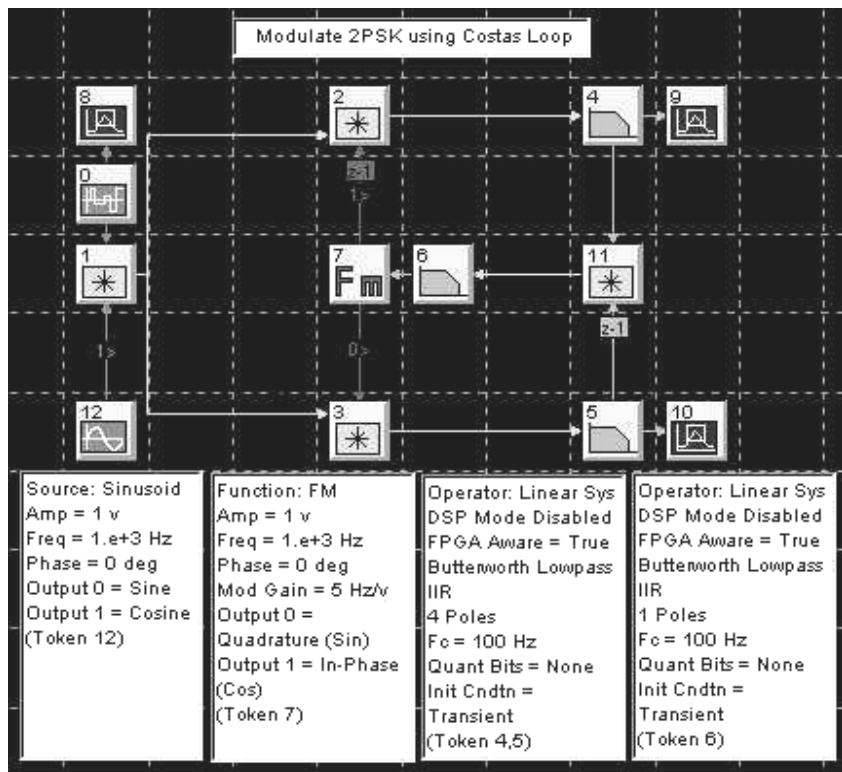 Modulate 2PSK using Costas Loop
8
2
4
9
0
z-1
1>
1
7
Fm
6
11
1>
0>
z-1
12
3
5
10
Source: Sinusoid
Amp = 1 v
Freq = 1.e+3 Hz
Phase = 0 deg
Output 0 = Sine
Output 1 = Cosine
(Token 12)
Function: FM
Amp = 1 v
Freq = 1.e+3 Hz
Phase = 0 deg
Mod Gain = 5 Hz/v
Output 0 =
Quadrature (Sin)
Output 1 = In-Phase
(Cos)
(Token 7)
Operator: Linear Sys
DSP Mode Disabled
FPGA Aware = True
Butterworth Lowpass
IIR
4 Poles
Fc = 100 Hz
Quant Bits = None
Init Cndtn =
Transient
(Token 4,5)
Operator: Linear Sys
DSP Mode Disabled
FPGA Aware = True
Butterworth Lowpass
IIR
1 Poles
Fc = 100 Hz
Quant Bits = None
Init Cndtn =
Transient
(Token 6)